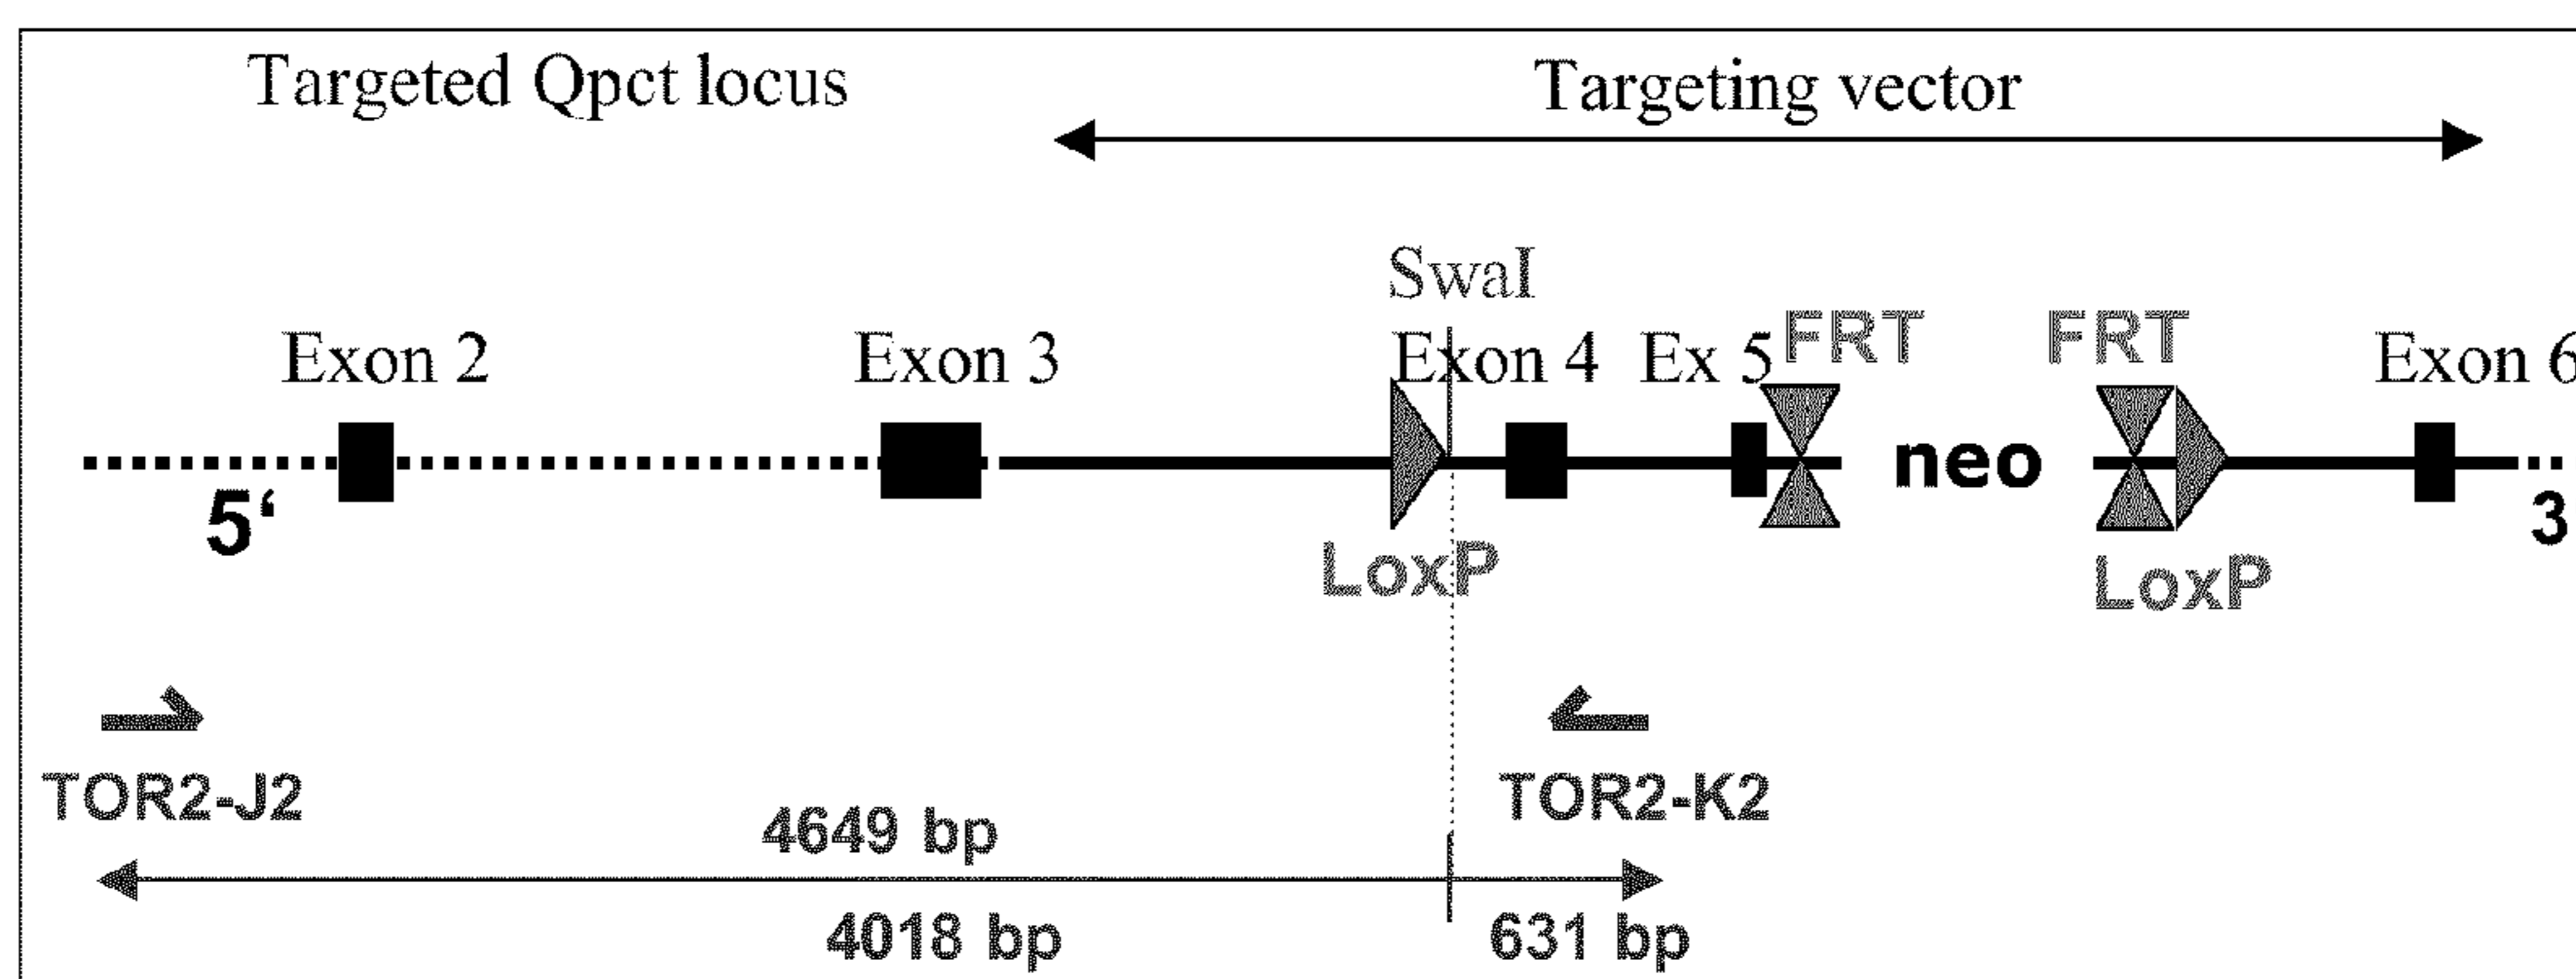 Targeted Qpct locus
Targeting vector
SwaI
Exon 2
Exon 3
Exon 4
Ex 5
FRT
FRT
Exon 6
neo
5‘
3
LoxP
LoxP
TOR2-J2
TOR2-K2
4649 bp
4018 bp
631 bp